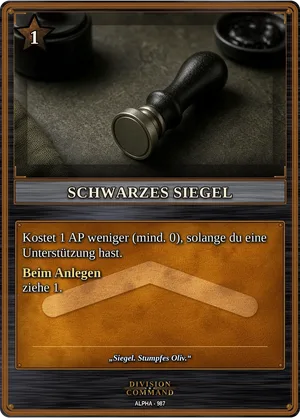 1
SCHWARZES SIEGEL
Kostet 1 AP weniger (mind. 0), solange du eine
Unterstützung hast.
Beim Anlegen
ziehe 1.
„Siegel. Stumpfes Oliv.“
DIVISION
COMMAND
ALPHA - 987